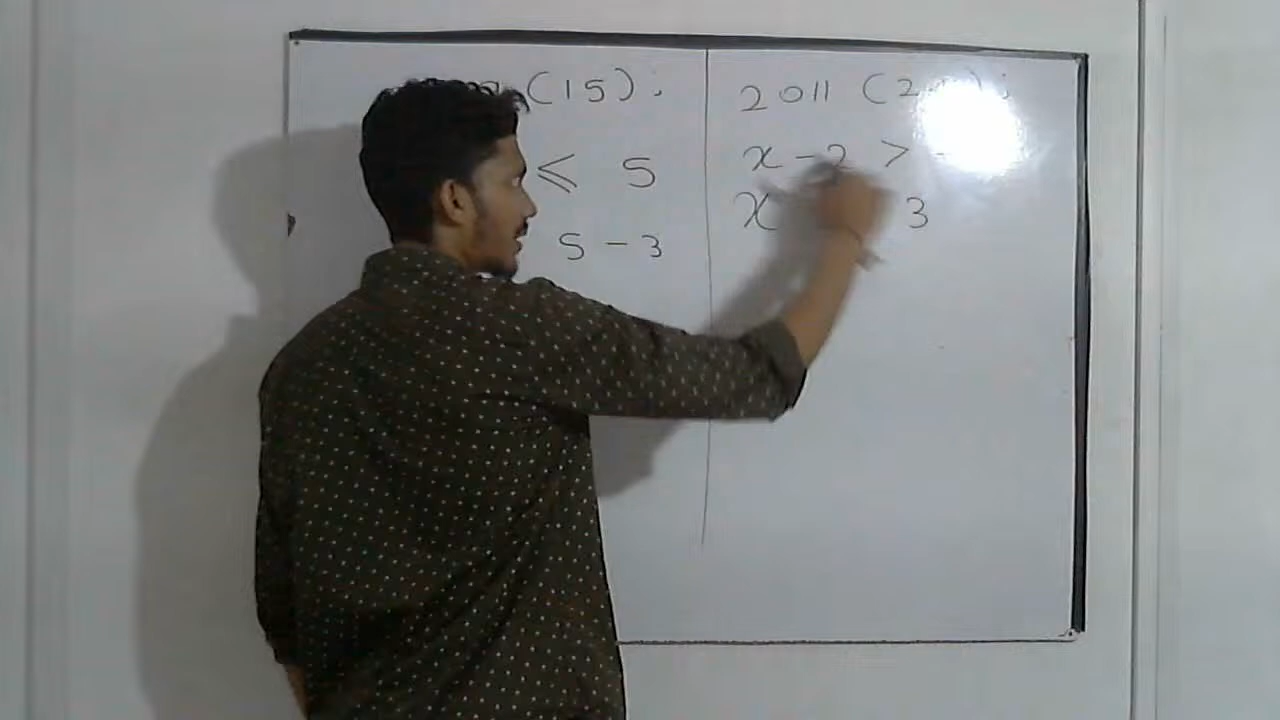 (15):
≤ 5
5 - 3
2011 (2
x - 2 >
x 3